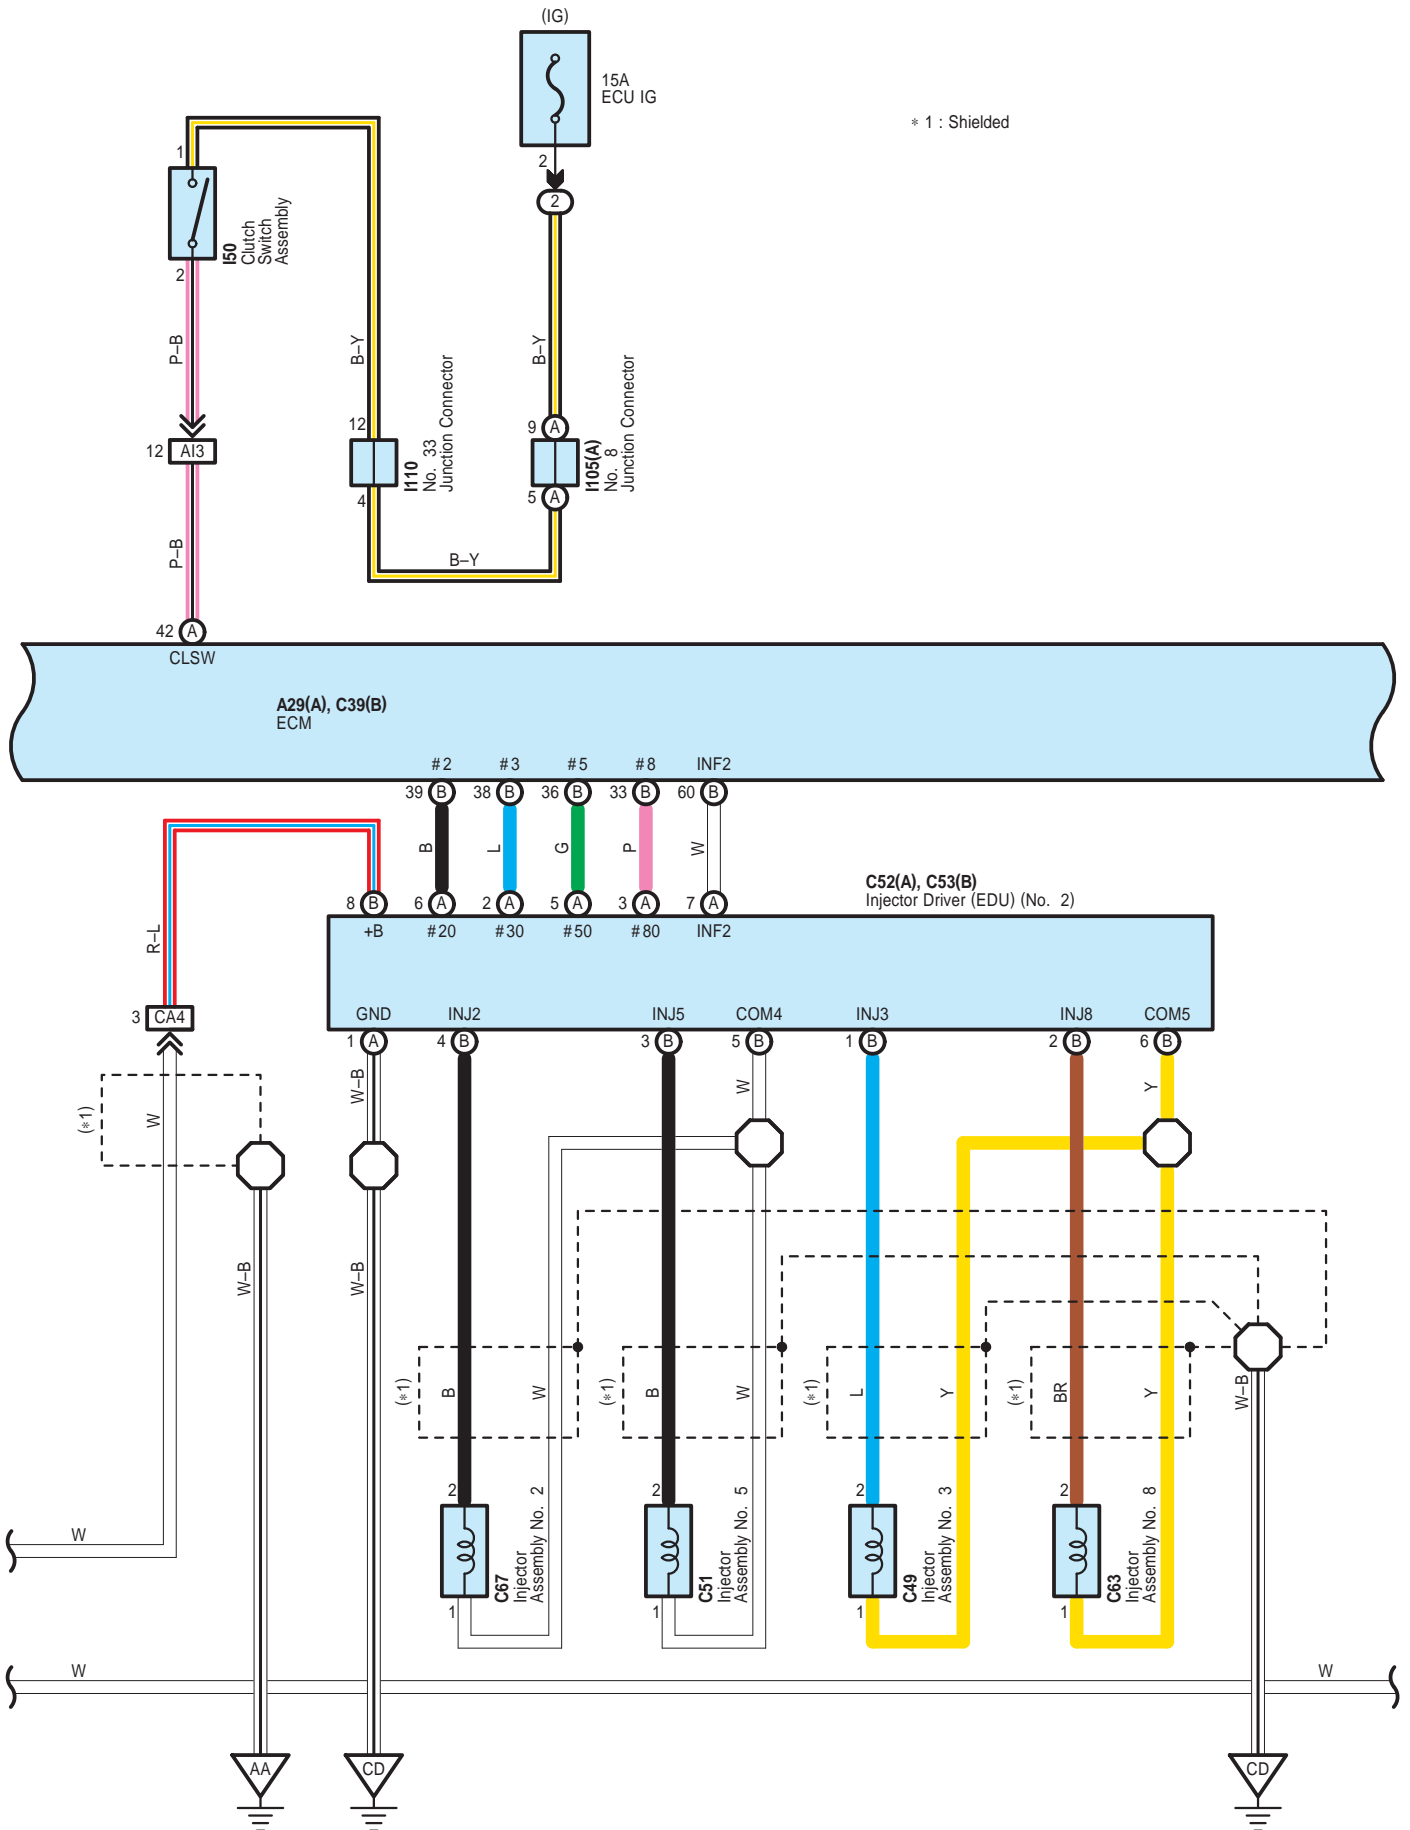 (IG)
15A
ECU IG
∗ 1 : Shielded
2
2
1
I50
Clutch
Switch
Assembly
2
P–B
B–Y
B–Y
12
I110
No. 33
Junction Connector
4
9 A
I105(A)
No. 8
Junction Connector
5 A
12 AI3
P–B
B–Y
42 A
CLSW
A29(A), C39(B)
ECM
#2 #3 #5 #8 INF2
39 B 38 B 36 B 33 B 60 B
B L G P W
C52(A), C53(B)
Injector Driver (EDU) (No. 2)
8 B 6 A 2 A 5 A 3 A 7 A
+B #20 #30 #50 #80 INF2
R–L
3 CA4
GND INJ2 INJ5 COM4 INJ3 INJ8 COM5
1 A 4 B 3 B 5 B 1 B 2 B 6 B
W–B W Y
(∗1) W
W–B W–B
(∗1) B W (∗1) B W (∗1) L Y (∗1) BR Y W–B
2 2 2 2
C67
Injector
Assembly No. 2
C51
Injector
Assembly No. 5
C49
Injector
Assembly No. 3
C63
Injector
Assembly No. 8
1 1 1 1
W
W W
AA CD CD